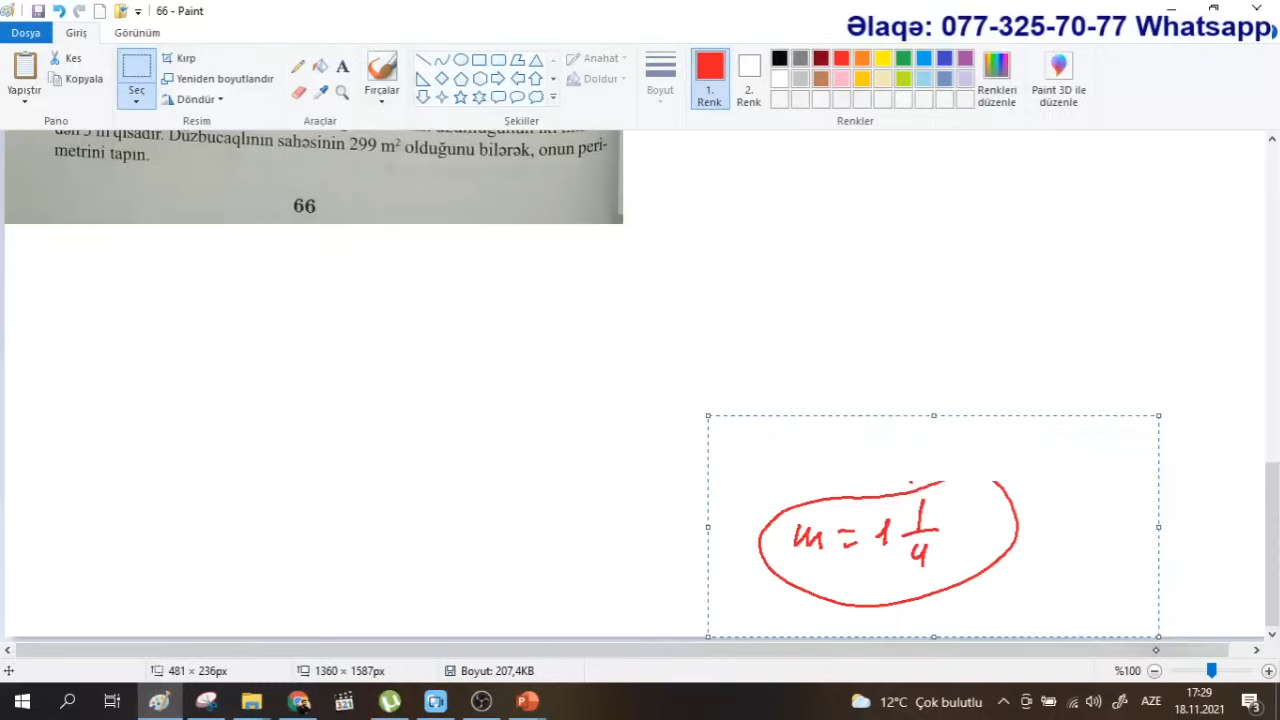 66 - Paint
Əlaqə: 077-325-70-77 Whatsapp
Dosya
Giriş
Görünüm
Yapıştır
Kes
Kopyala
Pano
Seç
Kırp
Yeniden boyutlandır
Döndür
Resim
Araçlar
Fırçalar
Anahat
Doldur
Şekiller
Boyut
1. Renk
2. Renk
Renkleri düzenle
Paint 3D ile düzenle
Renkler
dən 3 m qısadır. Düzbucaqlının sahəsinin 299 m² olduğunu bilərək, onun peri-
metrini tapın.
66
m = 1 1/4
481 × 236px
1360 × 1587px
Boyut: 207,4KB
%100
12°C Çok bulutlu
AZE
17:29
18.11.2021
3